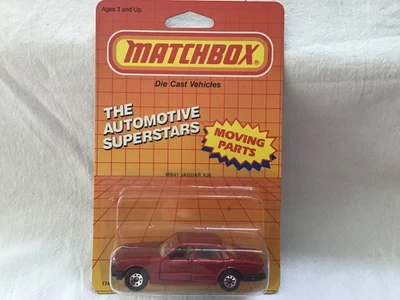 Ages 3 and Up
MATCHBOX
Die Cast Vehicles
THE
AUTOMOTIVE
SUPERSTARS
MOVING
PARTS
MB41 JAGUAR XJ6